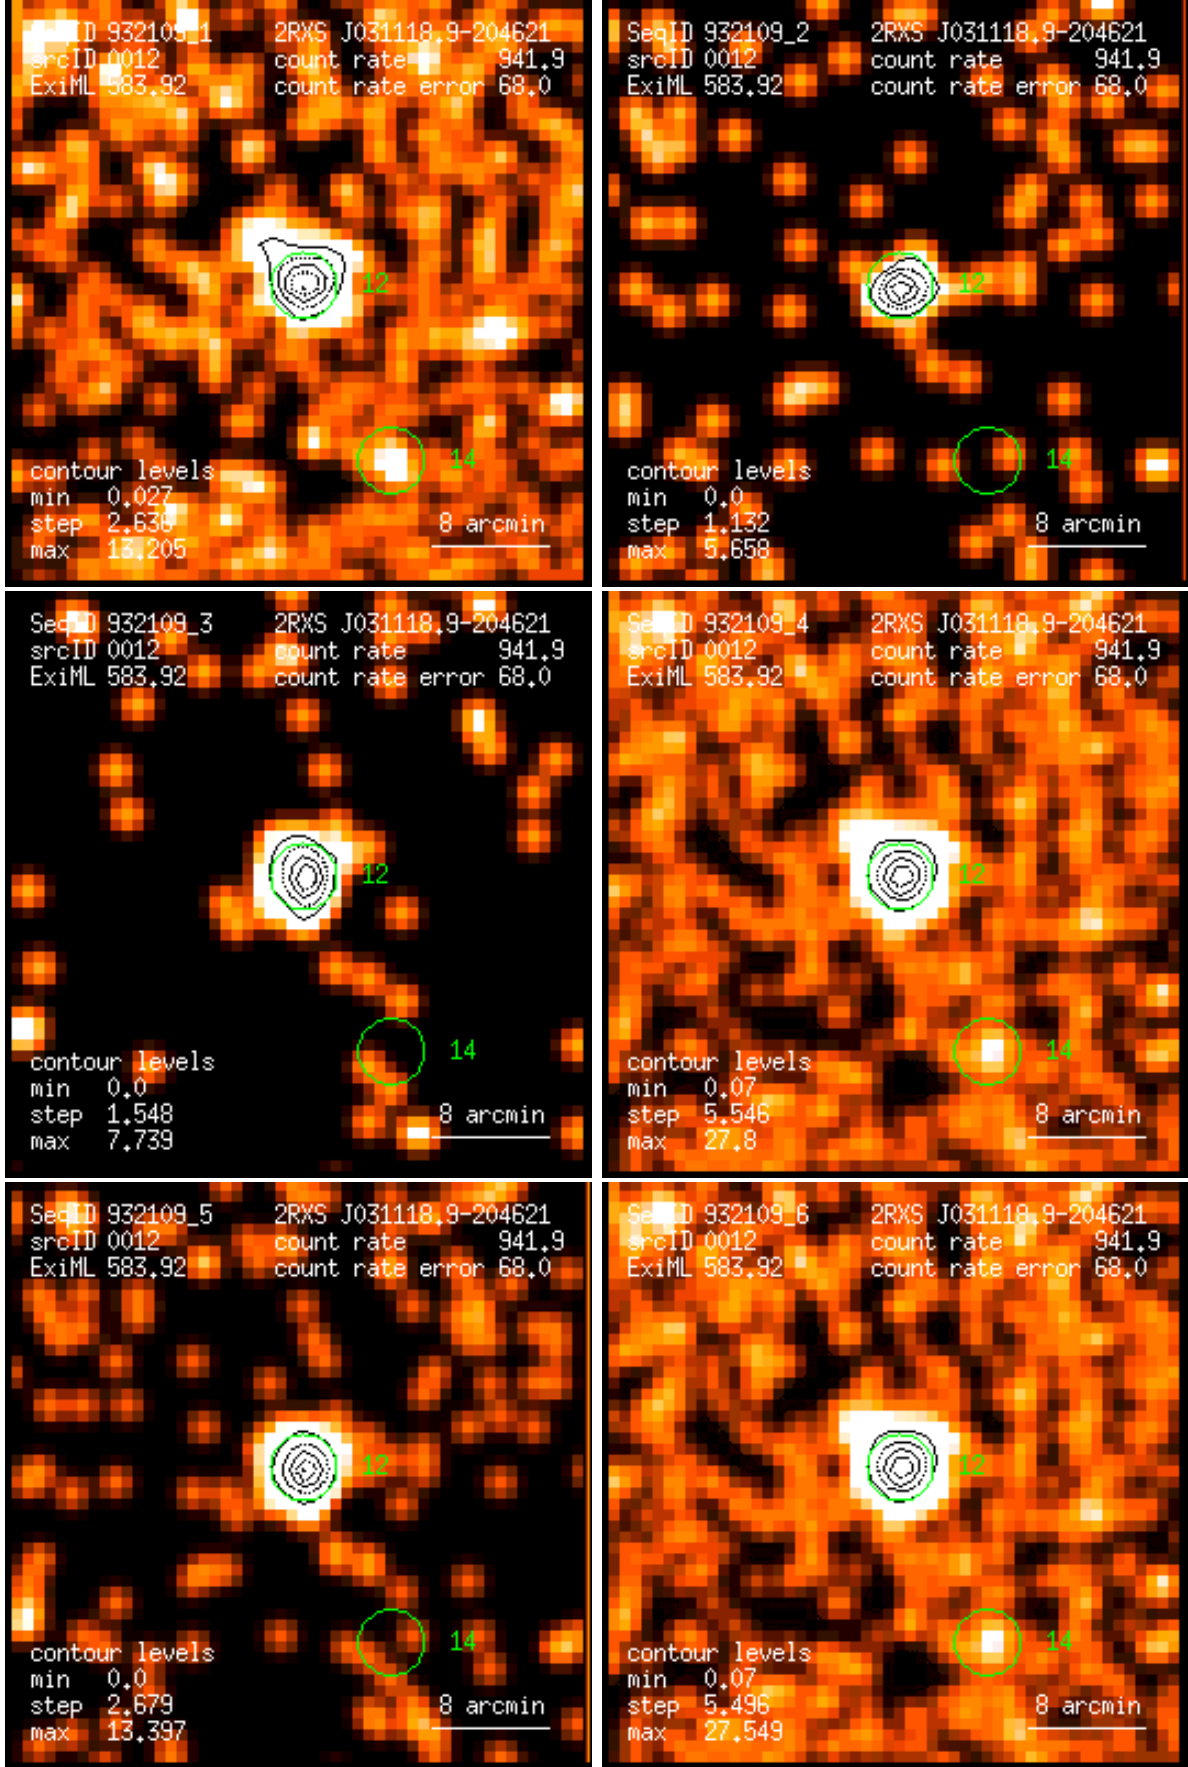 SeqID 932109_1 2RXS J031118.9-204621
srcID 0012 count rate 941.9
ExiML 583.92 count rate error 68.0
12
14
contour levels
min 0.027
step 2.636
max 13.205
8 arcmin
SeqID 932109_2 2RXS J031118.9-204621
srcID 0012 count rate 941.9
ExiML 583.92 count rate error 68.0
12
14
contour levels
min 0.0
step 1.132
max 5.658
8 arcmin
SeqID 932109_3 2RXS J031118.9-204621
srcID 0012 count rate 941.9
ExiML 583.92 count rate error 68.0
12
14
contour levels
min 0.0
step 1.548
max 7.739
8 arcmin
SeqID 932109_4 2RXS J031118.9-204621
srcID 0012 count rate 941.9
ExiML 583.92 count rate error 68.0
12
14
contour levels
min 0.07
step 5.546
max 27.8
8 arcmin
SeqID 932109_5 2RXS J031118.9-204621
srcID 0012 count rate 941.9
ExiML 583.92 count rate error 68.0
12
14
contour levels
min 0.0
step 2.679
max 13.397
8 arcmin
SeqID 932109_6 2RXS J031118.9-204621
srcID 0012 count rate 941.9
ExiML 583.92 count rate error 68.0
12
14
contour levels
min 0.07
step 5.496
max 27.549
8 arcmin